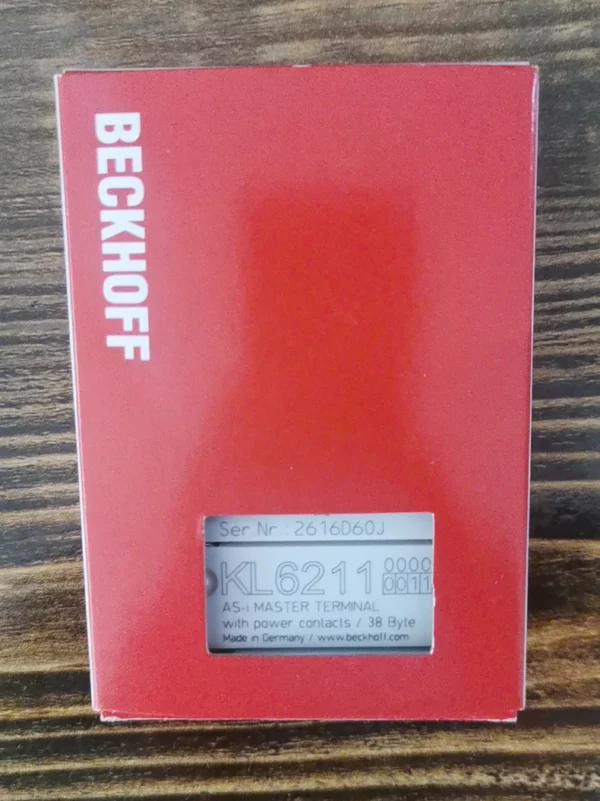 BECKHOFF
Ser Nr.: 2616D60J
KL6211 0000
0011
AS-i MASTER TERMINAL
with power contacts / 38 Byte
Made in Germany / www.beckhoff.com